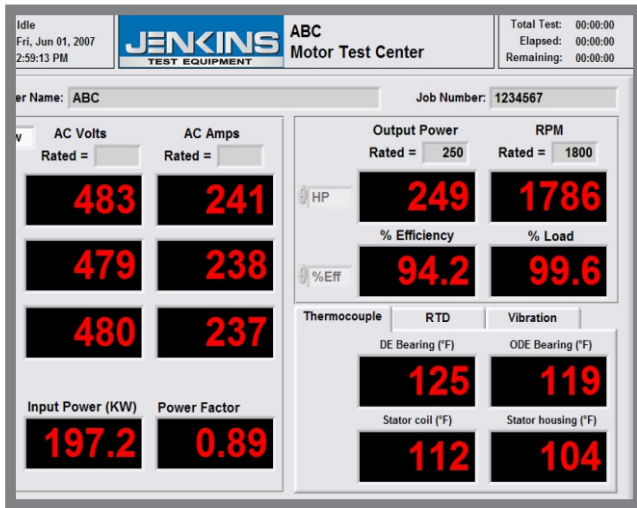 Idle
Fri, Jun 01, 2007
2:59:13 PM
JENKINS
TEST EQUIPMENT
ABC
Motor Test Center
Total Test: 00:00:00
Elapsed: 00:00:00
Remaining: 00:00:00
er Name: ABC
Job Number: 1234567
AC Volts AC Amps
Rated = Rated =
483 241
479 238
480 237
Input Power (KW) Power Factor
197.2 0.89
Output Power RPM
Rated = 250 Rated = 1800
HP 249 1786
% Efficiency % Load
%Eff 94.2 99.6
Thermocouple RTD Vibration
DE Bearing (°F) ODE Bearing (°F)
125 119
Stator coil (°F) Stator housing (°F)
112 104